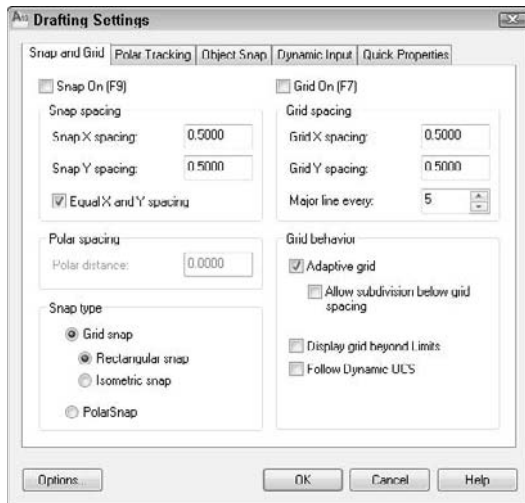 Drafting Settings
Snap and Grid Polar Tracking Object Snap Dynamic Input Quick Properties
Snap On (F9)
Snap spacing
Snap X spacing: 0.5000
Snap Y spacing: 0.5000
Equal X and Y spacing
Polar spacing
Polar distance: 0.0000
Snap type
Grid snap
Rectangular snap
Isometric snap
PolarSnap
Grid On (F7)
Grid spacing
Grid X spacing: 0.5000
Grid Y spacing: 0.5000
Major line every: 5
Grid behavior
Adaptive grid
Allow subdivision below grid
spacing
Display grid beyond Limits
Follow Dynamic UCS
Options... OK Cancel Help